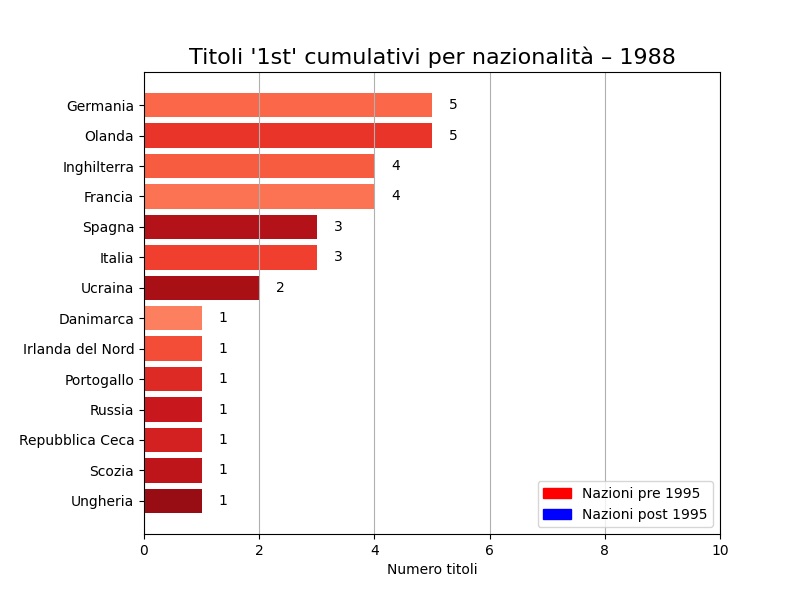 Titoli '1st' cumulativi per nazionalità – 1988
Germania 5
Olanda 5
Inghilterra 4
Francia 4
Spagna 3
Italia 3
Ucraina 2
Danimarca 1
Irlanda del Nord 1
Portogallo 1
Russia 1
Repubblica Ceca 1
Scozia 1
Ungheria 1
Nazioni pre 1995
Nazioni post 1995
0 2 4 6 8 10
Numero titoli